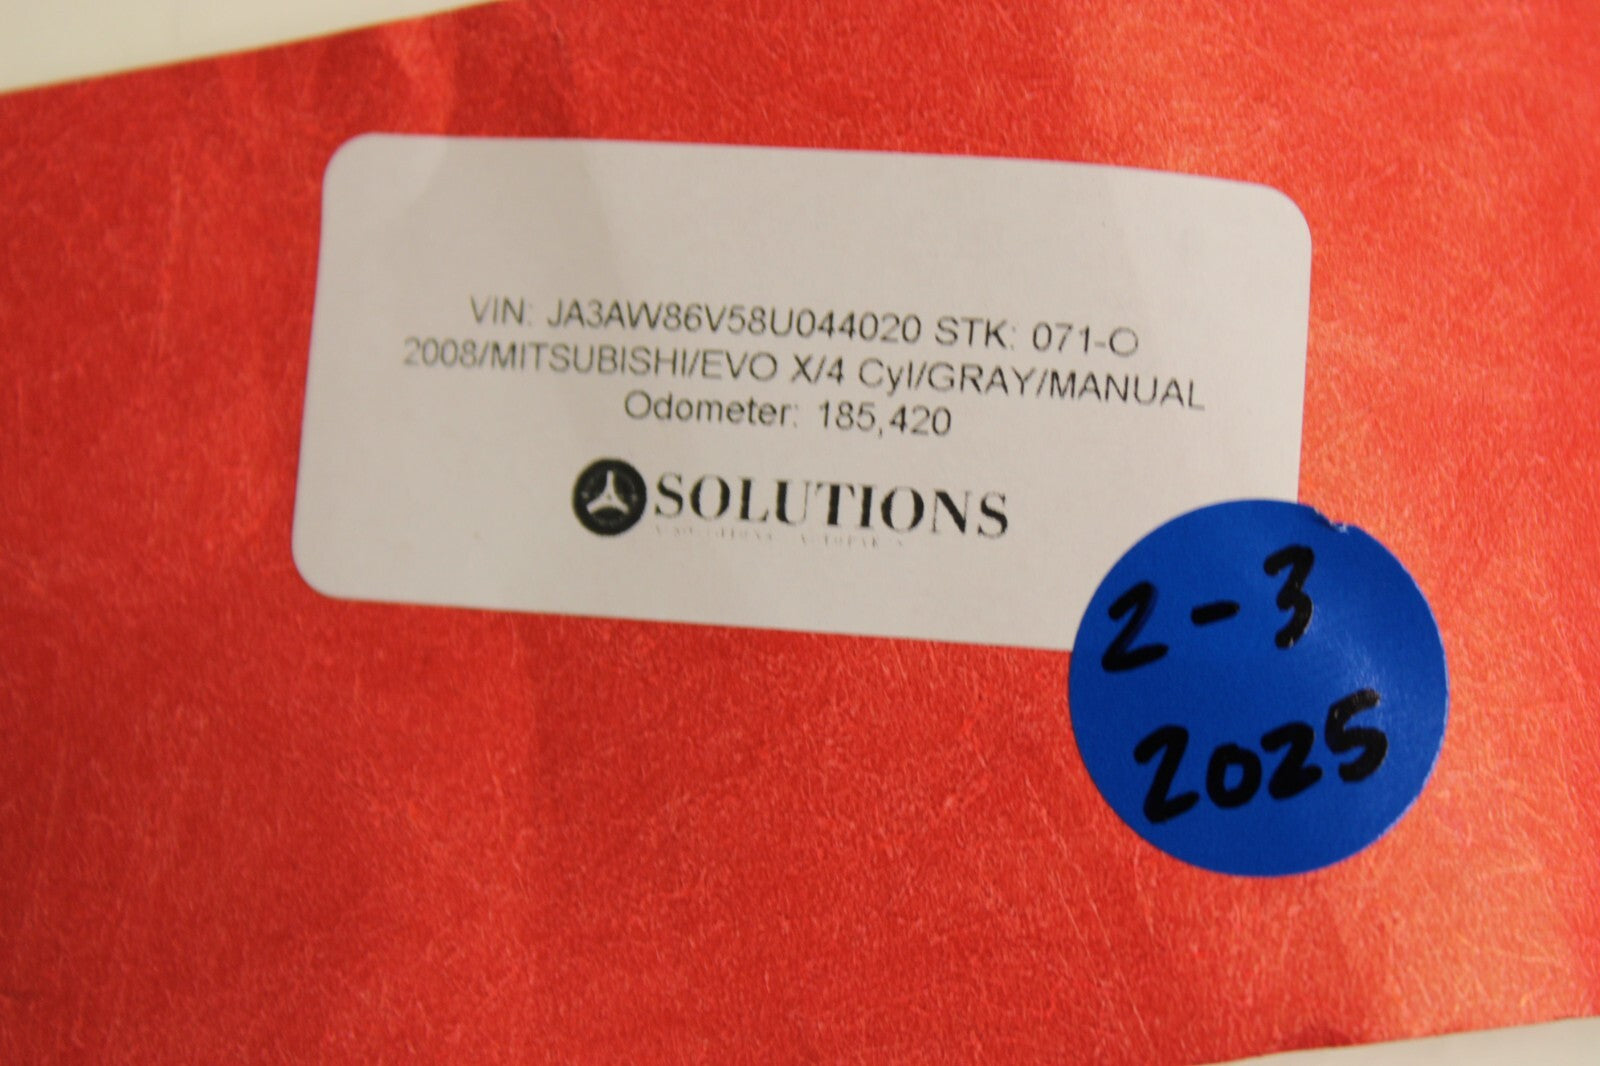 VIN: JA3AW86V58U044020 STK: 071-O
2008/MITSUBISHI/EVO X/4 Cyl/GRAY/MANUAL
Odometer: 185,420
SOLUTIONS
2-3
2025